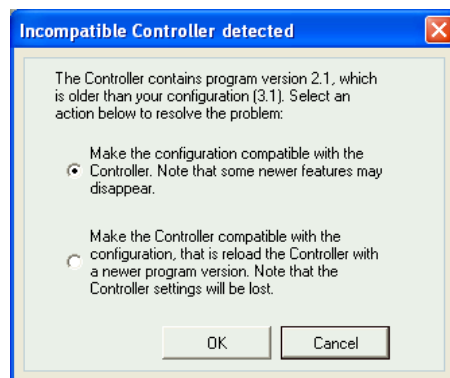 Incompatible Controller detected
The Controller contains program version 2.1, which
is older than your configuration (3.1). Select an
action below to resolve the problem:
Make the configuration compatible with the
Controller. Note that some newer features may
disappear.
Make the Controller compatible with the
configuration, that is reload the Controller with
a newer program version. Note that the
Controller settings will be lost.
OK
Cancel